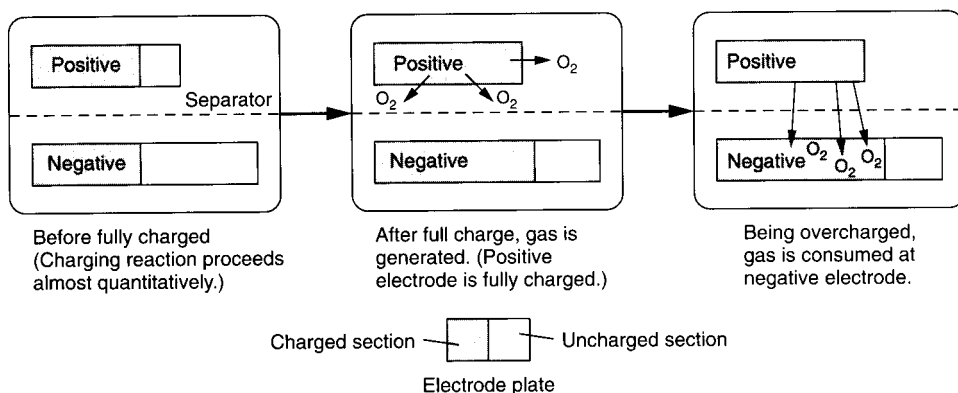 Positive
Separator
Negative
Before fully charged
(Charging reaction proceeds
almost quantitatively.)
Positive
O2
O2
O2
Negative
After full charge, gas is
generated. (Positive
electrode is fully charged.)
Positive
Negative
O2
O2
O2
Being overcharged,
gas is consumed at
negative electrode.
Charged section
Uncharged section
Electrode plate